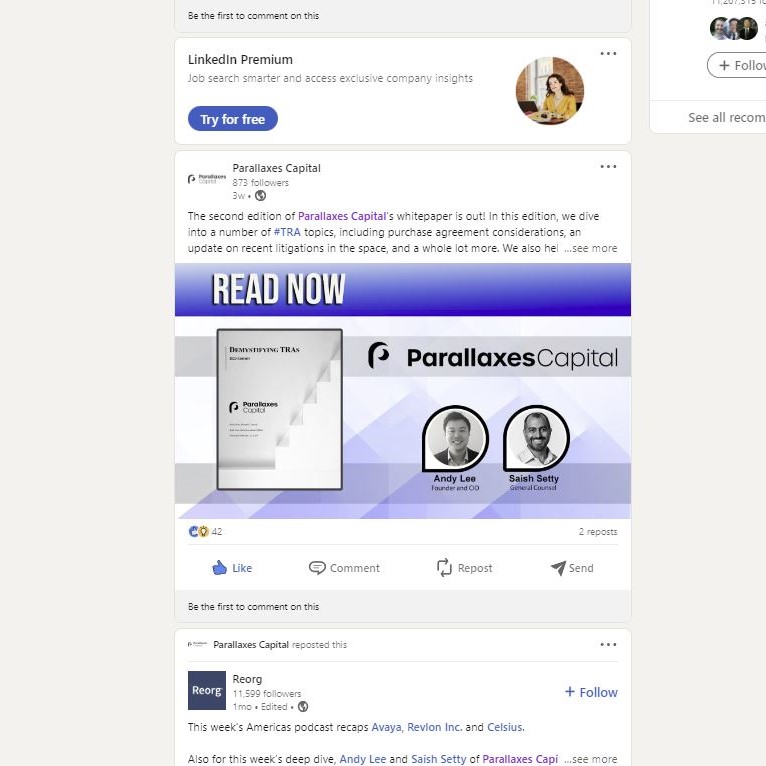 Be the first to comment on this
LinkedIn Premium
Job search smarter and access exclusive company insights
Try for free
+ Follow
See all recom
Parallaxes Capital
Parallaxes Capital
873 followers
3w •
The second edition of Parallaxes Capital's whitepaper is out! In this edition, we dive
into a number of #TRA topics, including purchase agreement considerations, an
update on recent litigations in the space, and a whole lot more. We also hel ...see more
READ NOW
DEMYSTIFYING TRAS
Parallaxes
Capital
ParallaxesCapital
Andy Lee
Founder and CIO
Saish Setty
General Counsel
42
2 reposts
Like
Comment
Repost
Send
Be the first to comment on this
Parallaxes Capital reposted this
Reorg
Reorg
11,599 followers
1mo • Edited •
+ Follow
This week's Americas podcast recaps Avaya, Revlon Inc. and Celsius.
Also for this week's deep dive, Andy Lee and Saish Setty of Parallaxes Capi ...see more